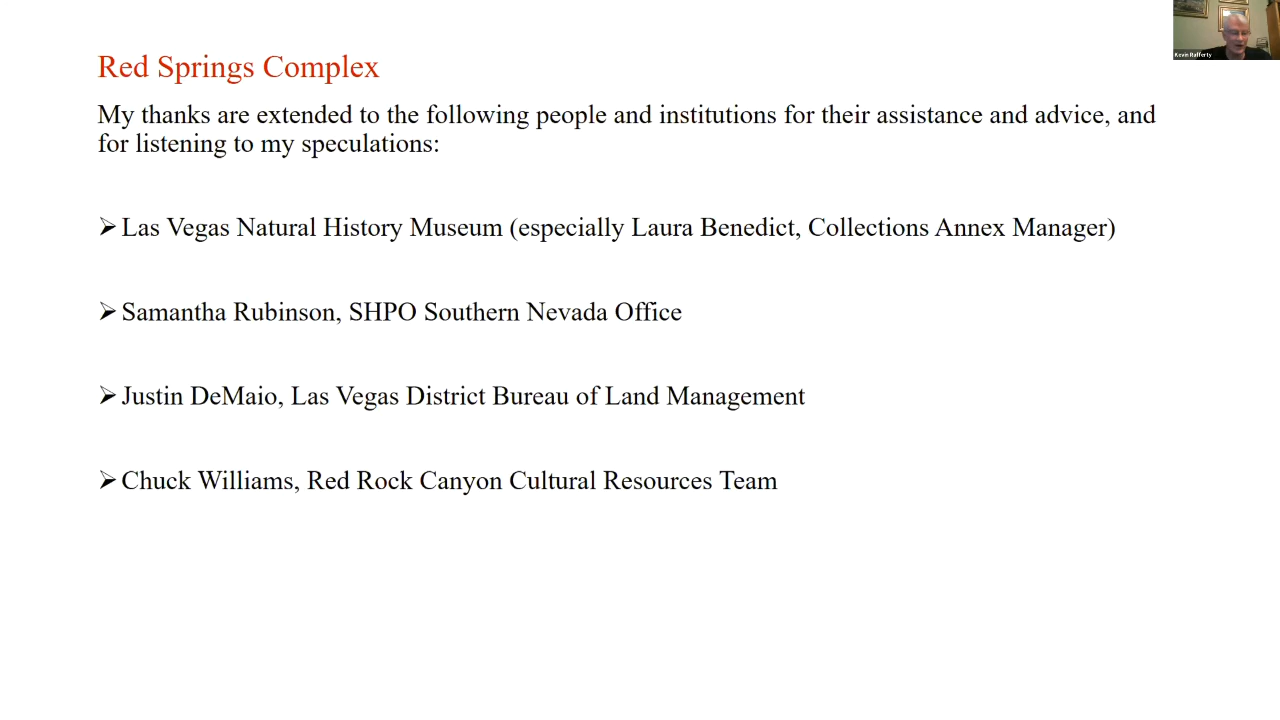 Red Springs Complex
My thanks are extended to the following people and institutions for their assistance and advice, and
for listening to my speculations:
➢Las Vegas Natural History Museum (especially Laura Benedict, Collections Annex Manager)
➢Samantha Rubinson, SHPO Southern Nevada Office
➢Justin DeMaio, Las Vegas District Bureau of Land Management
➢Chuck Williams, Red Rock Canyon Cultural Resources Team
Kevin Rafferty